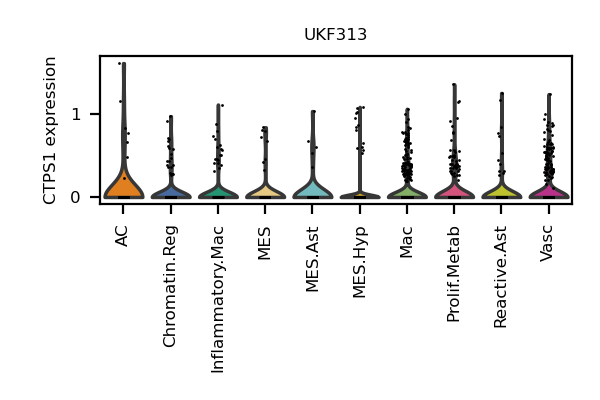 UKF313
CTPS1 expression
1
0
AC
Chromatin.Reg
Inflammatory.Mac
MES
MES.Ast
MES.Hyp
Mac
Prolif.Metab
Reactive.Ast
Vasc